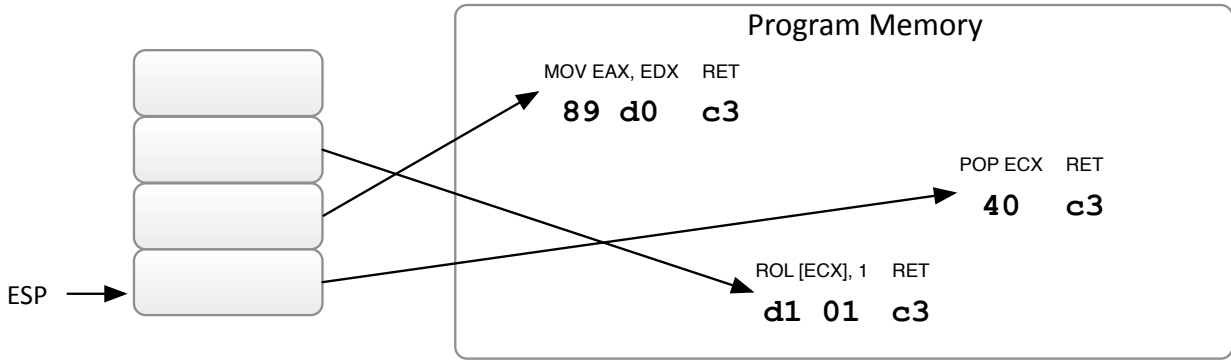 Program Memory
MOV EAX, EDX RET
89 d0 c3
POP ECX RET
40 c3
ROL [ECX], 1 RET
d1 01 c3
ESP